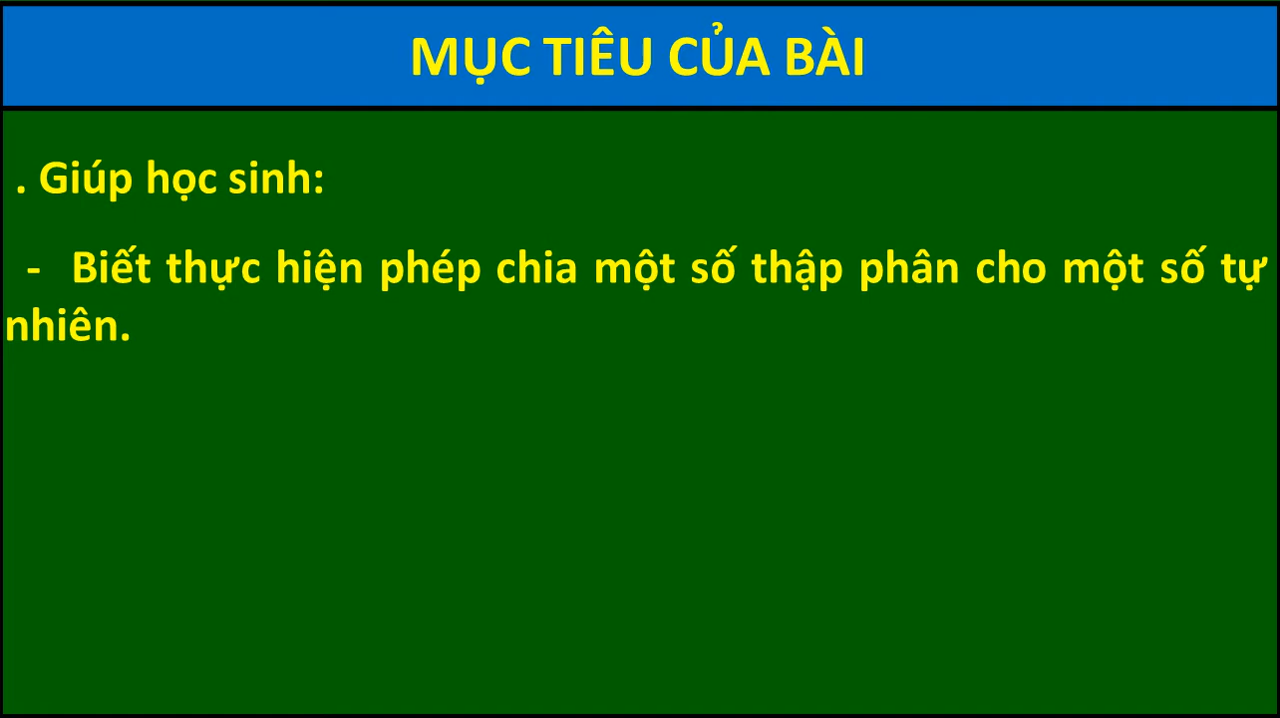 MỤC TIÊU CỦA BÀI
. Giúp học sinh:
- Biết thực hiện phép chia một số thập phân cho một số tự
nhiên.